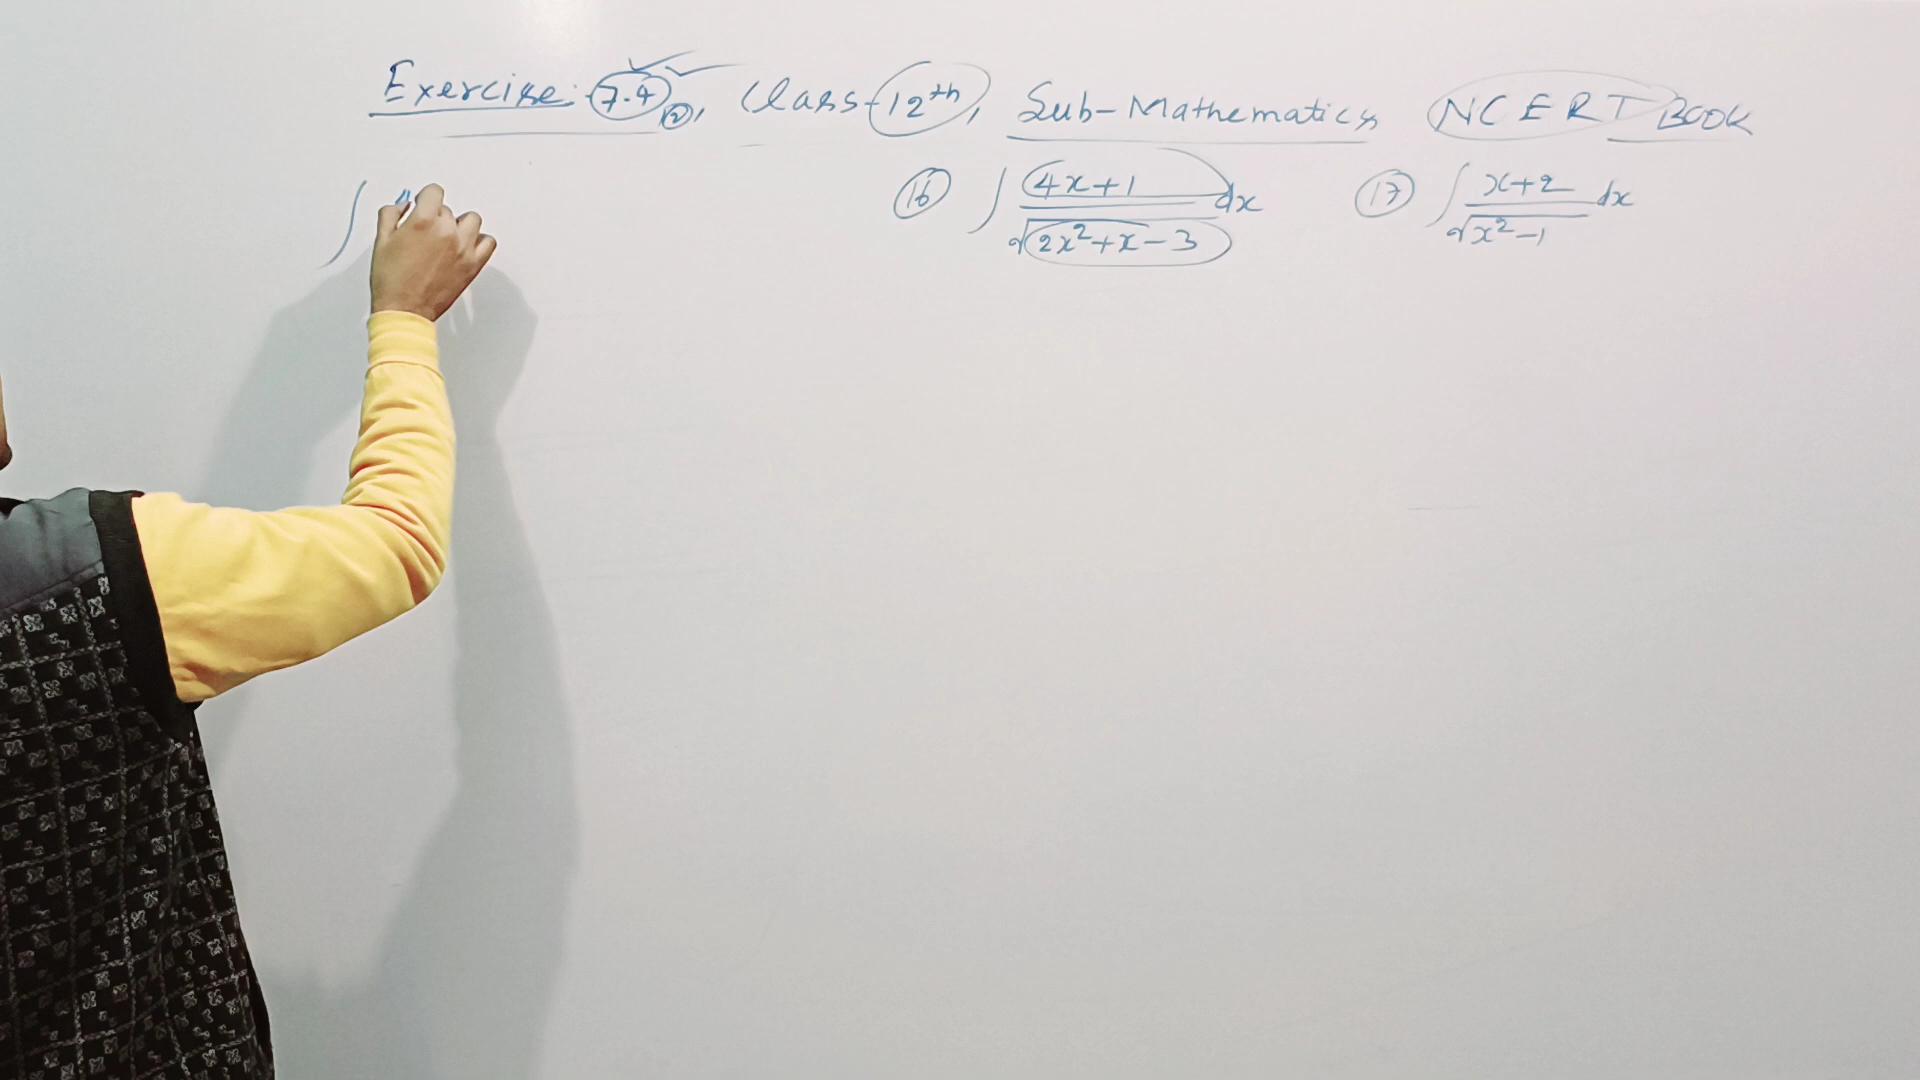 Exercise: 7.4 (2), Class-12th, Sub-Mathematics NCERT BOOK
(16) ∫ (4x+1)/√(2x²+x-3) dx (17) ∫ (x+2)/√(x²-1) dx
∫